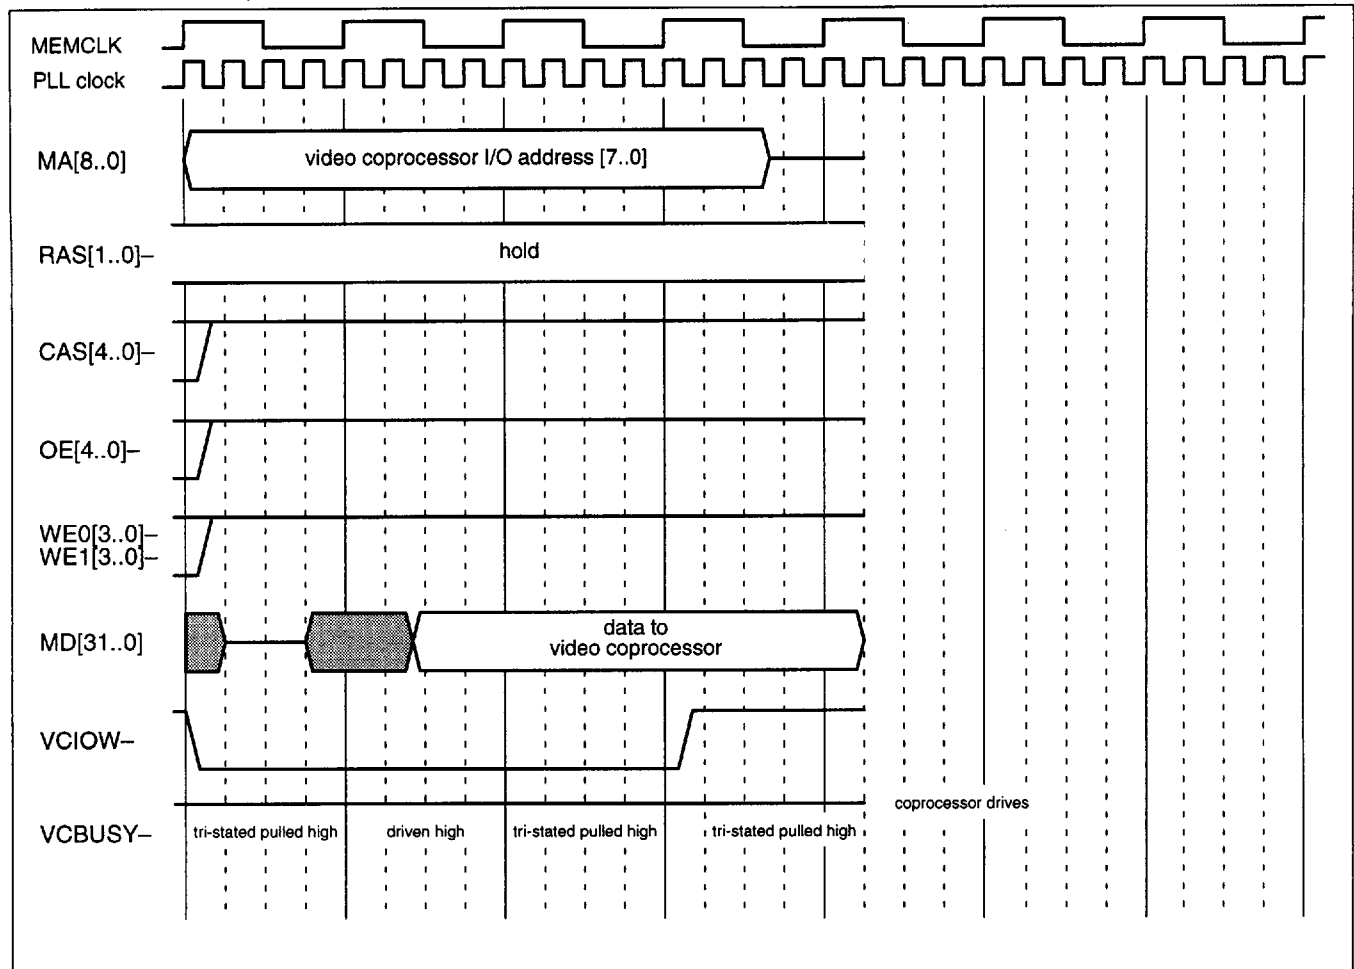 MEMCLK
PLL clock
MA[8..0]
video coprocessor I/O address [7..0]
RAS[1..0]–
hold
CAS[4..0]–
OE[4..0]–
WE0[3..0]–
WE1[3..0]–
MD[31..0]
data to
video coprocessor
VCIOW–
coprocessor drives
VCBUSY–
tri-stated pulled high
driven high
tri-stated pulled high
tri-stated pulled high